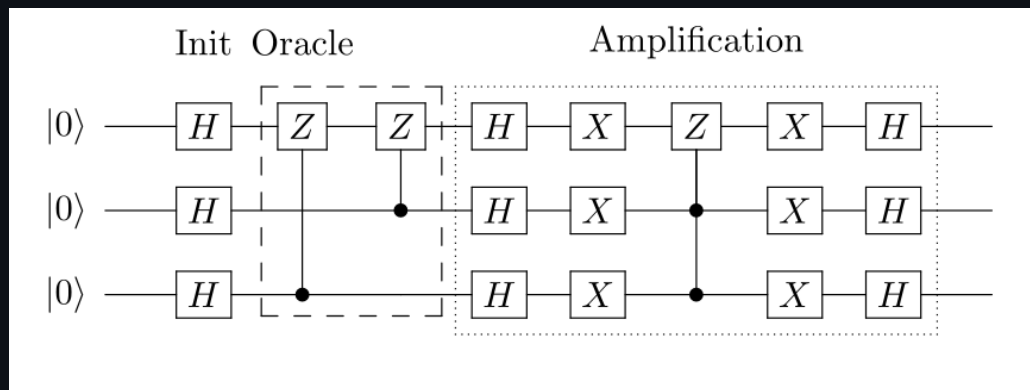 Init Oracle Amplification
|0⟩ H Z Z H X Z X H
|0⟩ H H X X H
|0⟩ H H X X H